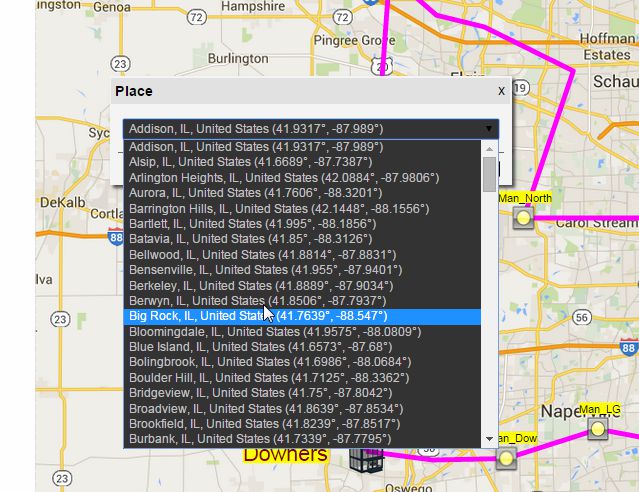 ingston
Genoa
72
Hampshire
72
Pingree Grove
Hoffman
Estates
Burlington
20
Elgin
19
Schau
Place
x
Addison, IL, United States (41.9317°, -87.989°)
Addison, IL, United States (41.9317°, -87.989°)
Alsip, IL, United States (41.6689°, -87.7387°)
Arlington Heights, IL, United States (42.0884°, -87.9806°)
Aurora, IL, United States (41.7606°, -88.3201°)
Barrington Hills, IL, United States (42.1448°, -88.1556°)
Bartlett, IL, United States (41.995°, -88.1856°)
Batavia, IL, United States (41.85°, -88.3126°)
Bellwood, IL, United States (41.8814°, -87.8831°)
Bensenville, IL, United States (41.955°, -87.9401°)
Berkeley, IL, United States (41.8889°, -87.9034°)
Berwyn, IL, United States (41.8506°, -87.7937°)
Big Rock, IL, United States (41.7639°, -88.547°)
Bloomingdale, IL, United States (41.9575°, -88.0809°)
Blue Island, IL, United States (41.6573°, -87.68°)
Bolingbrook, IL, United States (41.6986°, -88.0684°)
Boulder Hill, IL, United States (41.7125°, -88.3362°)
Bridgeview, IL, United States (41.75°, -87.8042°)
Broadview, IL, United States (41.8639°, -87.8534°)
Brookfield, IL, United States (41.8239°, -87.8517°)
Burbank, IL, United States (41.7339°, -87.7795°)
Syc
DeKalb
Cortla
88
23
23
Man_North
Carol Stream
88
Naperville
Man_LG
Man_Dow
Downers
Oswego